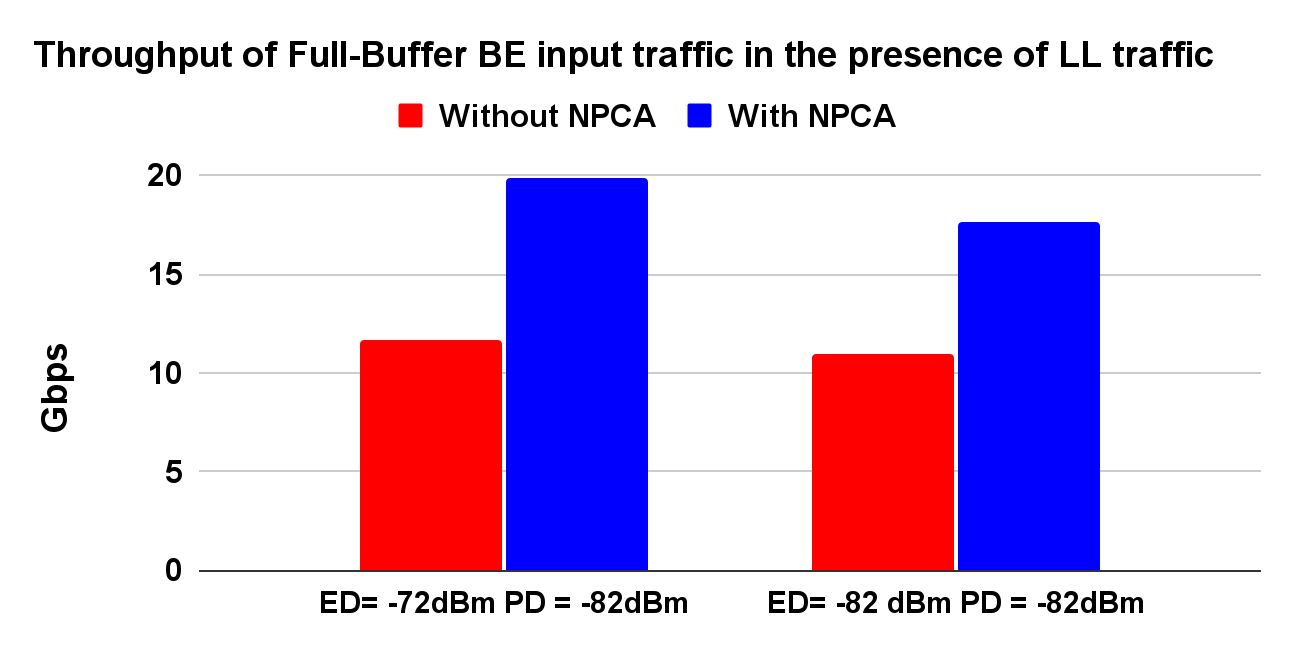 Throughput of Full-Buffer BE input traffic in the presence of LL traffic
Without NPCA With NPCA
20
15
10
5
0
Gbps
ED= -72dBm PD = -82dBm
ED= -82 dBm PD = -82dBm